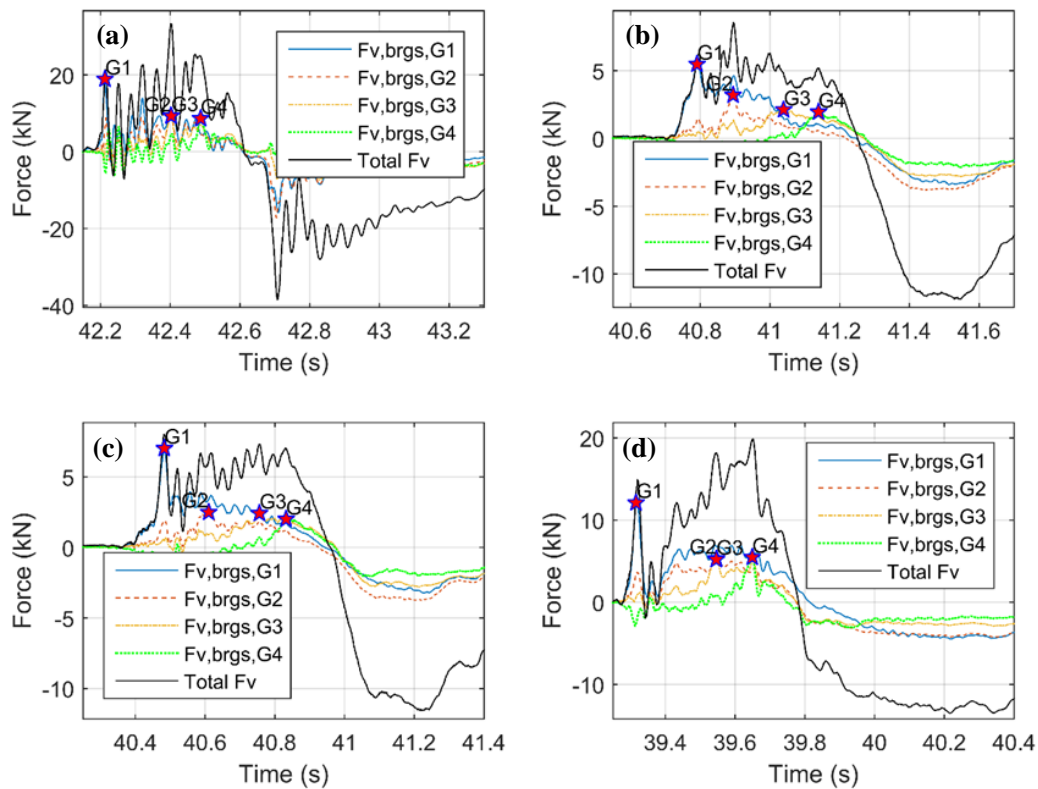 (a)
G1
G2 G3 G4
Fv,brgs,G1
Fv,brgs,G2
Fv,brgs,G3
Fv,brgs,G4
Total Fv
20
0
-20
-40
Force (kN)
42.2 42.4 42.6 42.8 43 43.2
Time (s)
(b)
G1
G2
G3 G4
Fv,brgs,G1
Fv,brgs,G2
Fv,brgs,G3
Fv,brgs,G4
Total Fv
5
0
-5
-10
Force (kN)
40.6 40.8 41 41.2 41.4 41.6
Time (s)
(c)
G1
G2 G3 G4
Fv,brgs,G1
Fv,brgs,G2
Fv,brgs,G3
Fv,brgs,G4
Total Fv
5
0
-5
-10
Force (kN)
40.4 40.6 40.8 41 41.2 41.4
Time (s)
(d)
G1
G2 G3 G4
Fv,brgs,G1
Fv,brgs,G2
Fv,brgs,G3
Fv,brgs,G4
Total Fv
20
10
0
-10
Force (kN)
39.4 39.6 39.8 40 40.2 40.4
Time (s)